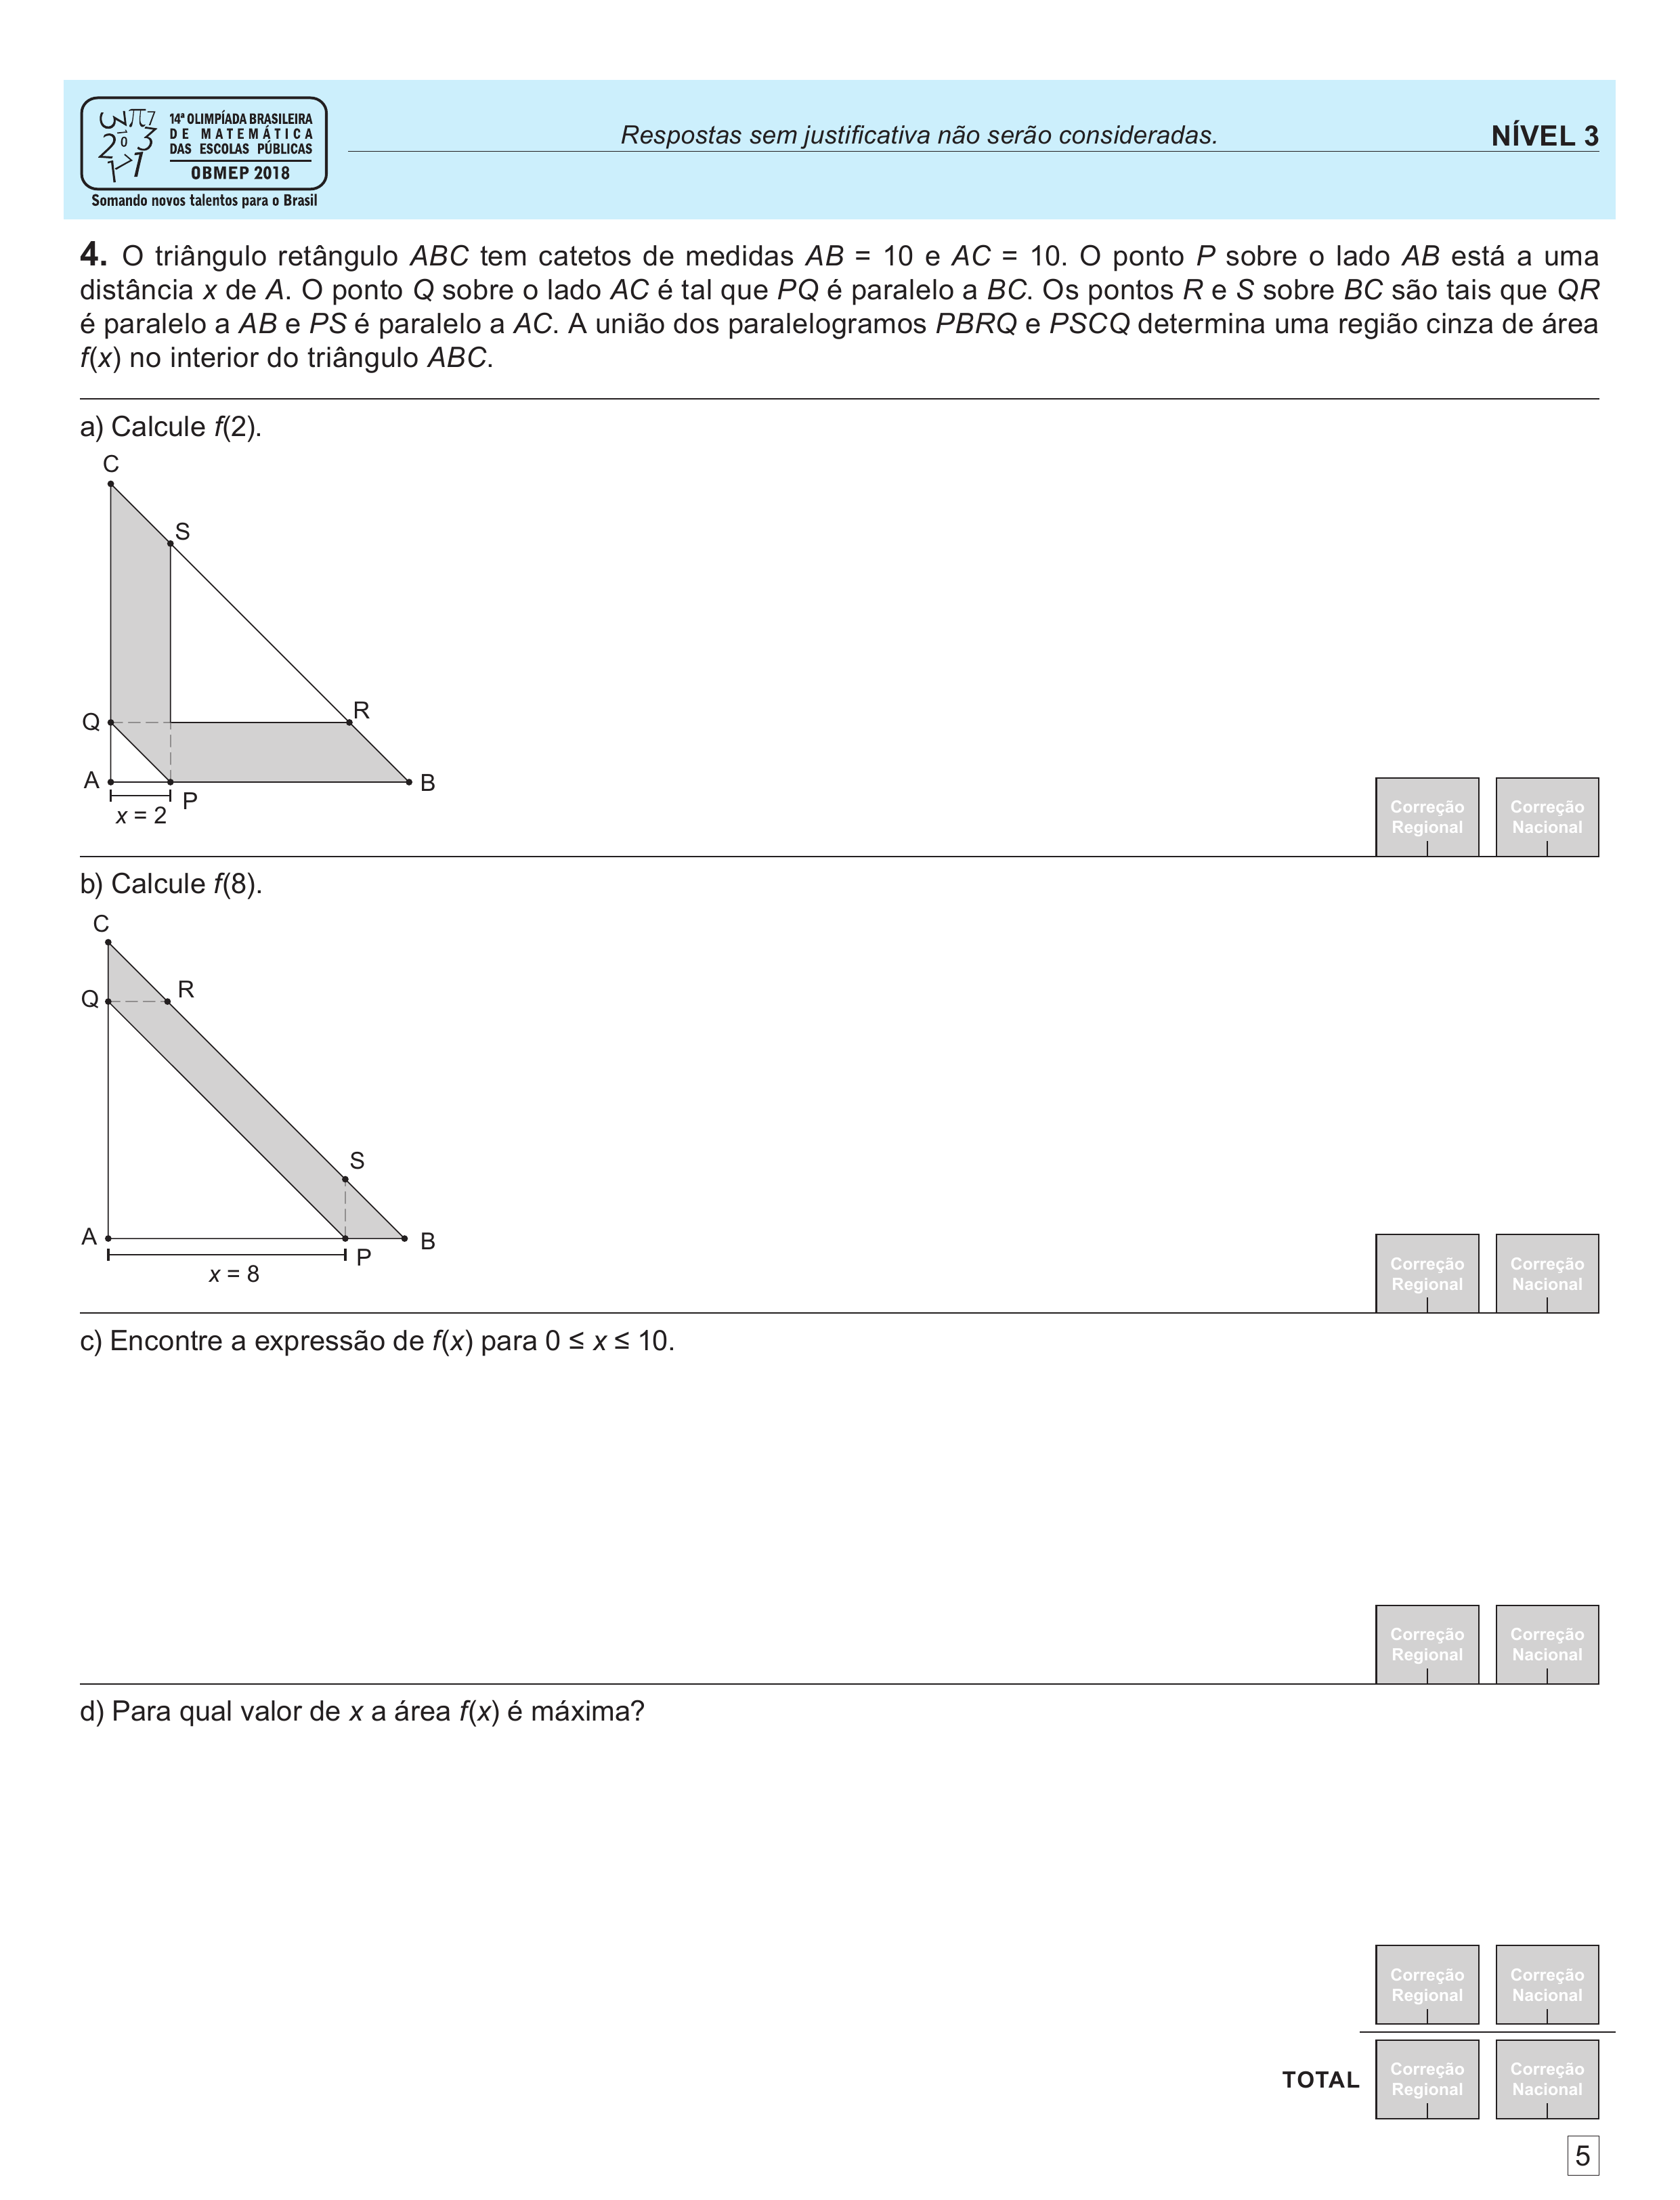 14ª OLIMPÍADA BRASILEIRA
DE MATEMÁTICA
DAS ESCOLAS PÚBLICAS
OBMEP 2018
Somando novos talentos para o Brasil
Respostas sem justificativa não serão consideradas.
NÍVEL 3
4. O triângulo retângulo ABC tem catetos de medidas AB = 10 e AC = 10. O ponto P sobre o lado AB está a uma
distância x de A. O ponto Q sobre o lado AC é tal que PQ é paralelo a BC. Os pontos R e S sobre BC são tais que QR
é paralelo a AB e PS é paralelo a AC. A união dos paralelogramos PBRQ e PSCQ determina uma região cinza de área
f(x) no interior do triângulo ABC.
a) Calcule f(2).
C
S
R
Q
A
B
P
x = 2
Correção Regional
Correção Nacional
b) Calcule f(8).
C
R
Q
S
A
B
P
x = 8
Correção Regional
Correção Nacional
c) Encontre a expressão de f(x) para 0 ≤ x ≤ 10.
Correção Regional
Correção Nacional
d) Para qual valor de x a área f(x) é máxima?
Correção Regional
Correção Nacional
TOTAL
Correção Regional
Correção Nacional
5